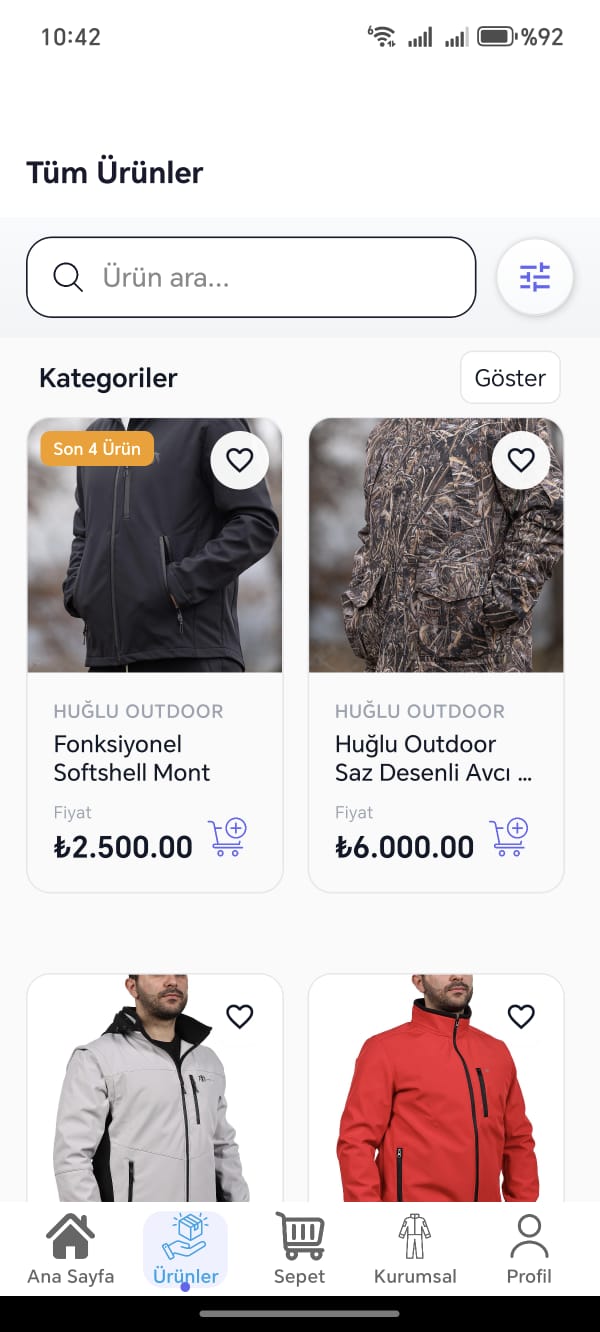 10:42
%92
Tüm Ürünler
Ürün ara...
Kategoriler
Göster
Son 4 Ürün
HUĞLU OUTDOOR
Fonksiyonel
Softshell Mont
Fiyat
₺2.500.00
HUĞLU OUTDOOR
Huğlu Outdoor
Saz Desenli Avcı ...
Fiyat
₺6.000.00
Ana Sayfa
Ürünler
Sepet
Kurumsal
Profil